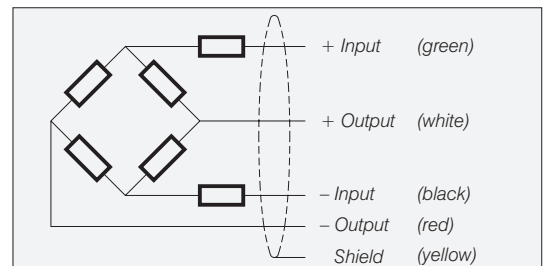 + Input (green)
+ Output (white)
– Input (black)
– Output (red)
Shield (yellow)